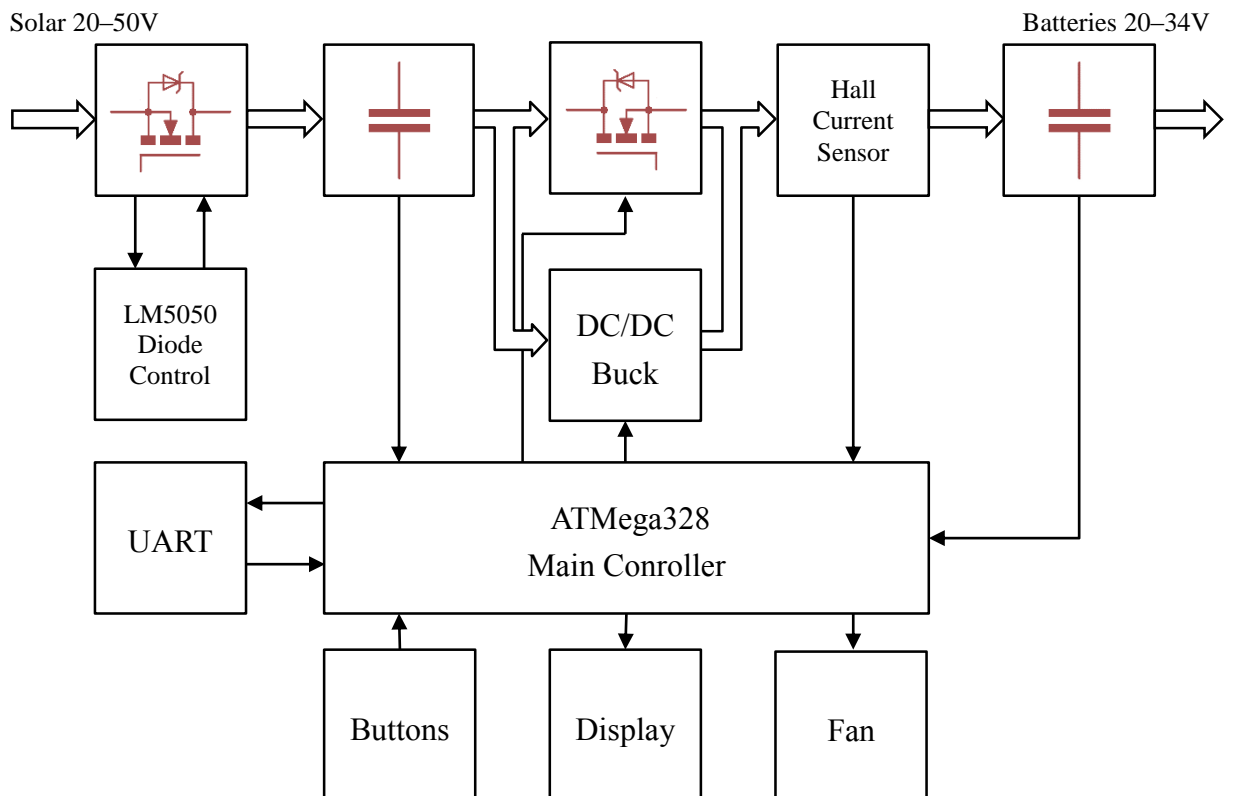 Solar 20–50V
Batteries 20–34V
Hall
Current
Sensor
LM5050
Diode
Control
DC/DC
Buck
UART
ATMega328
Main Conroller
Buttons
Display
Fan